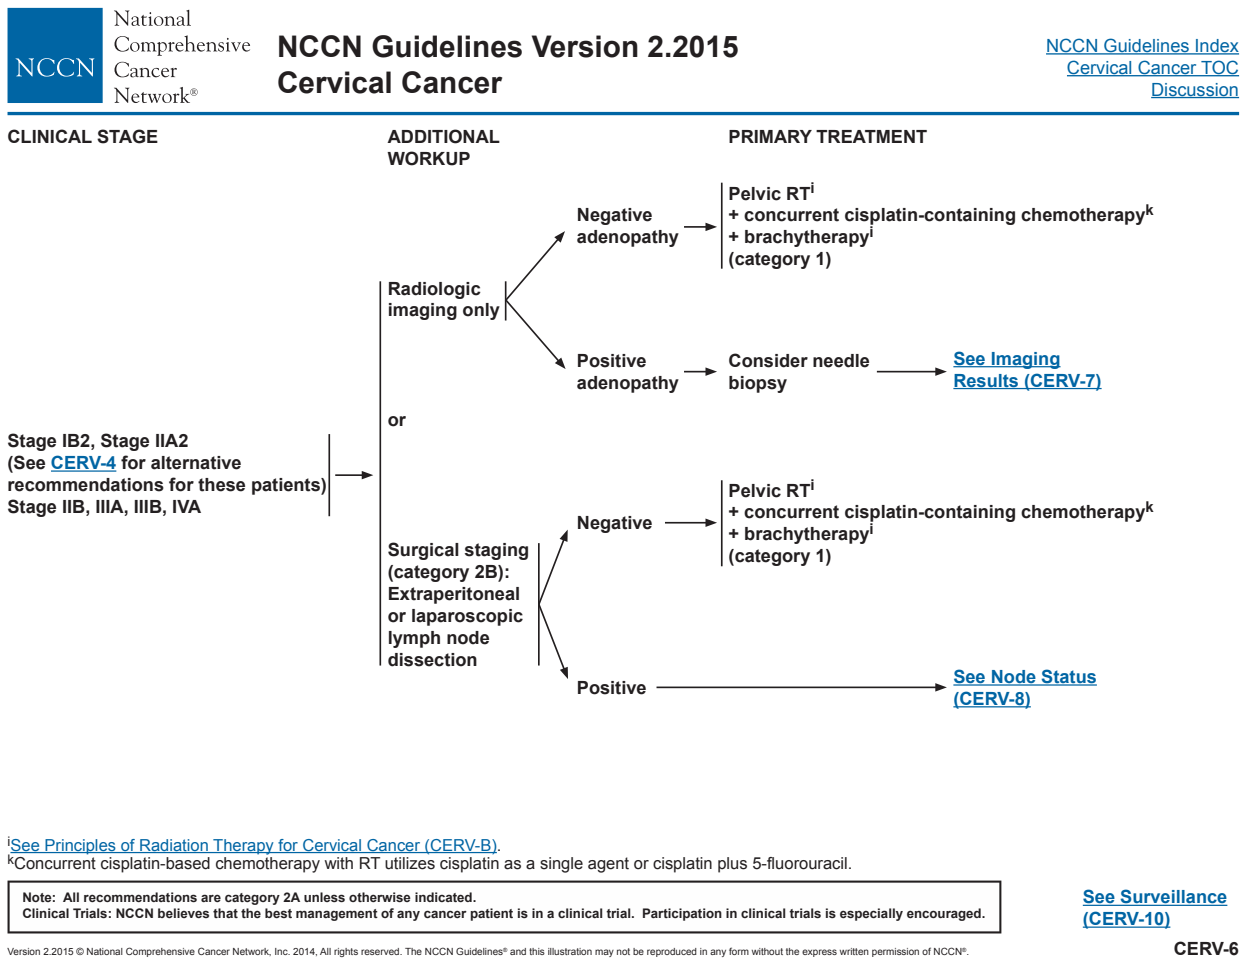 NCCN
National
Comprehensive
Cancer
Network®
NCCN Guidelines Version 2.2015
Cervical Cancer
NCCN Guidelines Index
Cervical Cancer TOC
Discussion
CLINICAL STAGE
ADDITIONAL
WORKUP
PRIMARY TREATMENT
Stage IB2, Stage IIA2
(See CERV-4 for alternative
recommendations for these patients)
Stage IIB, IIIA, IIIB, IVA
Radiologic
imaging only
Negative
adenopathy
Pelvic RTi
+ concurrent cisplatin-containing chemotherapyk
+ brachytherapyi
(category 1)
Positive
adenopathy
Consider needle
biopsy
See Imaging
Results (CERV-7)
or
Surgical staging
(category 2B):
Extraperitoneal
or laparoscopic
lymph node
dissection
Negative
Pelvic RTi
+ concurrent cisplatin-containing chemotherapyk
+ brachytherapyi
(category 1)
Positive
See Node Status
(CERV-8)
iSee Principles of Radiation Therapy for Cervical Cancer (CERV-B).
kConcurrent cisplatin-based chemotherapy with RT utilizes cisplatin as a single agent or cisplatin plus 5-fluorouracil.
Note: All recommendations are category 2A unless otherwise indicated.
Clinical Trials: NCCN believes that the best management of any cancer patient is in a clinical trial. Participation in clinical trials is especially encouraged.
See Surveillance
(CERV-10)
Version 2.2015 © National Comprehensive Cancer Network, Inc. 2014, All rights reserved. The NCCN Guidelines® and this illustration may not be reproduced in any form without the express written permission of NCCN®.
CERV-6